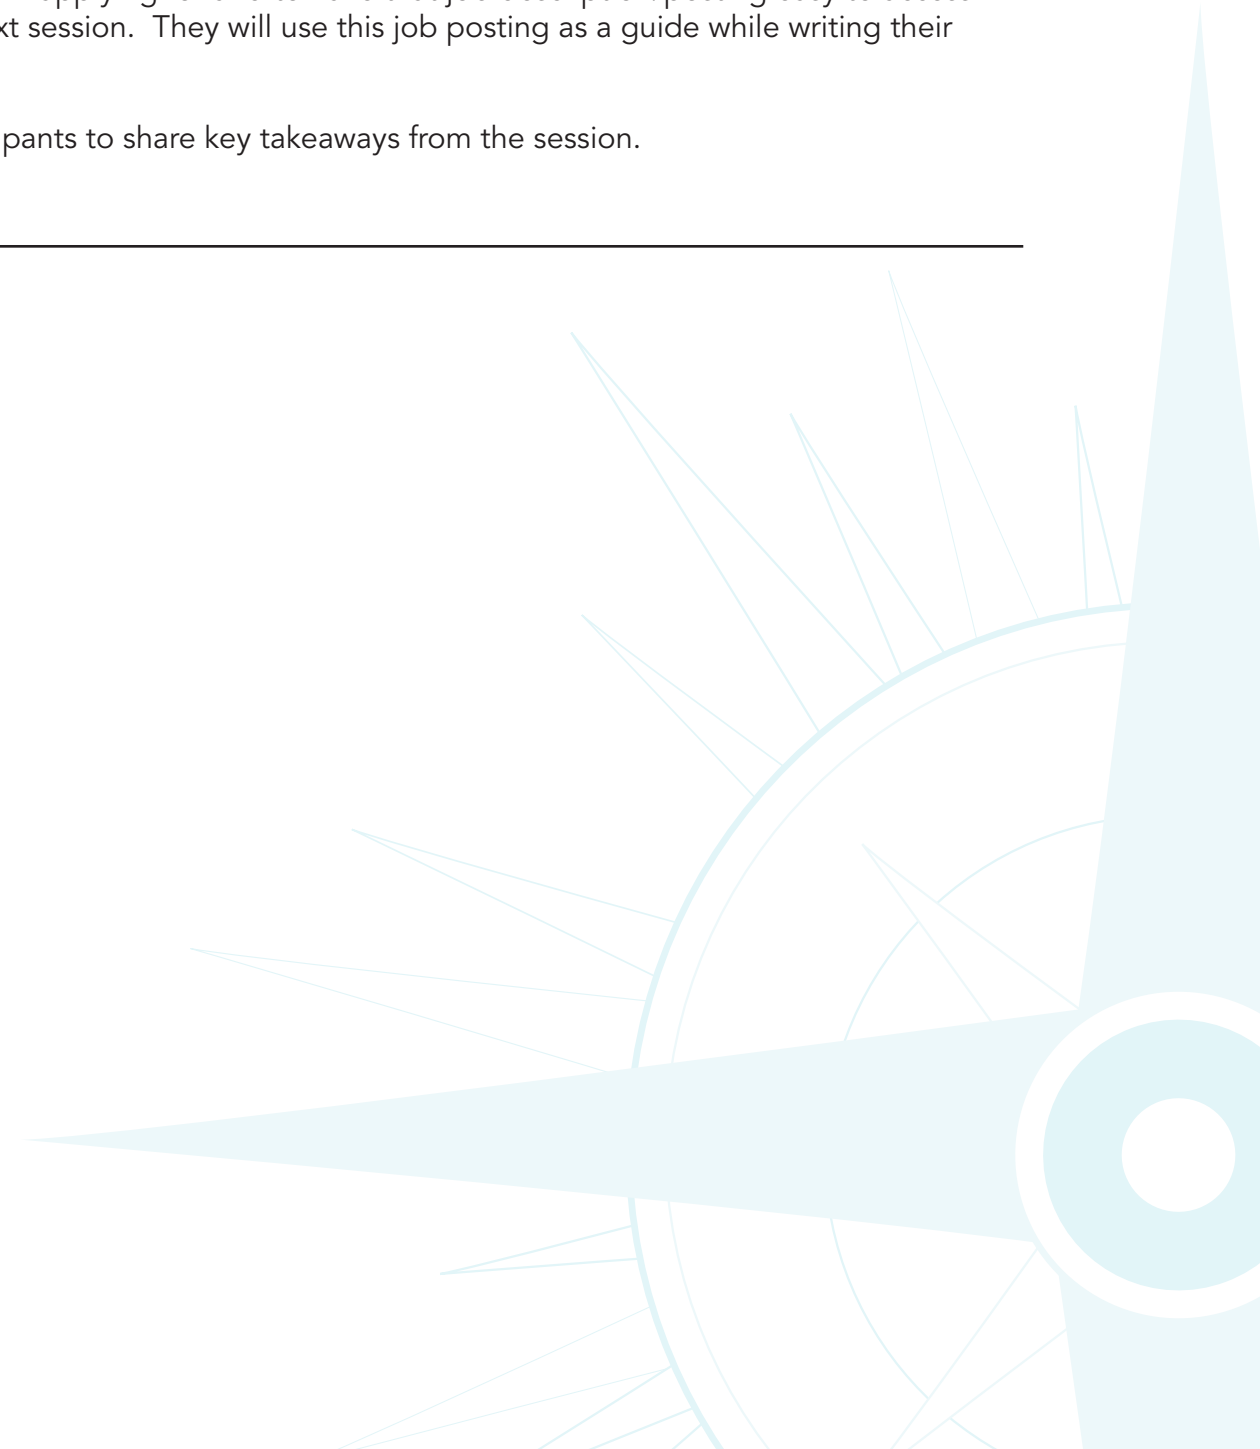 xt session.  They will use this job posting as a guide while writing their
pants to share key takeaways from the session.